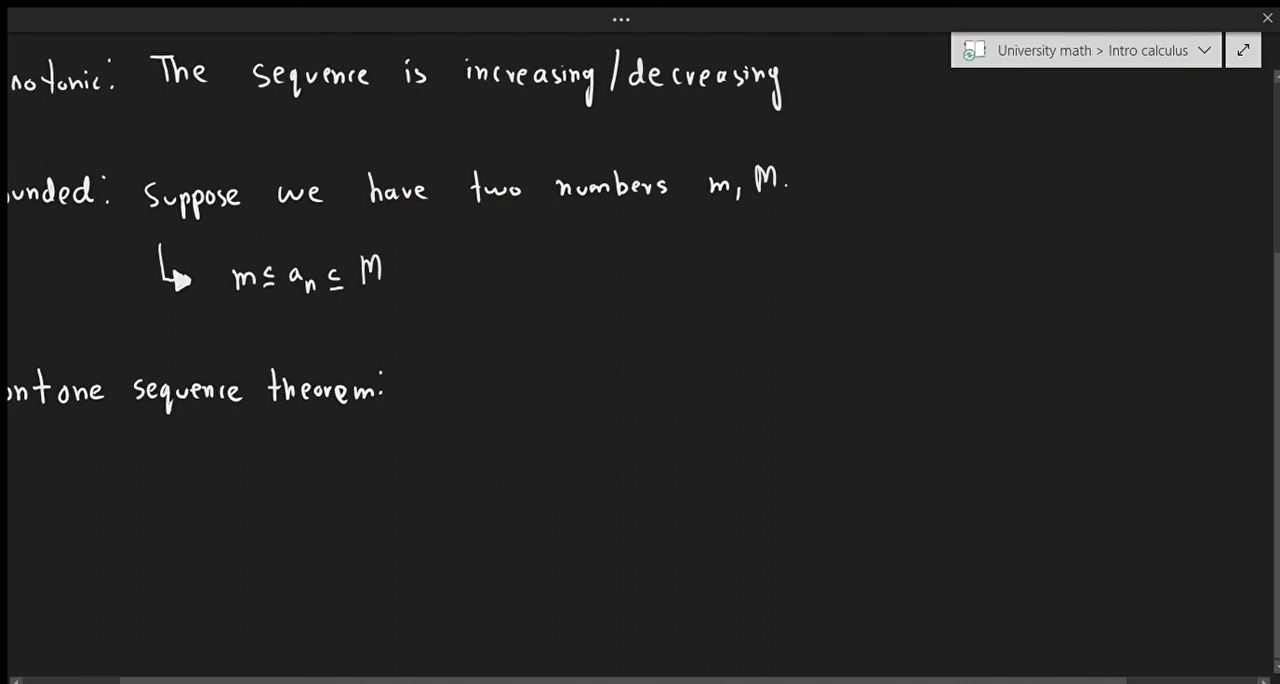 ...
University math > Intro calculus
notonic: The sequence is increasing/decreasing
ounded: Suppose we have two numbers m, M.
m ≤ aₙ ≤ M
ontone sequence theorem: